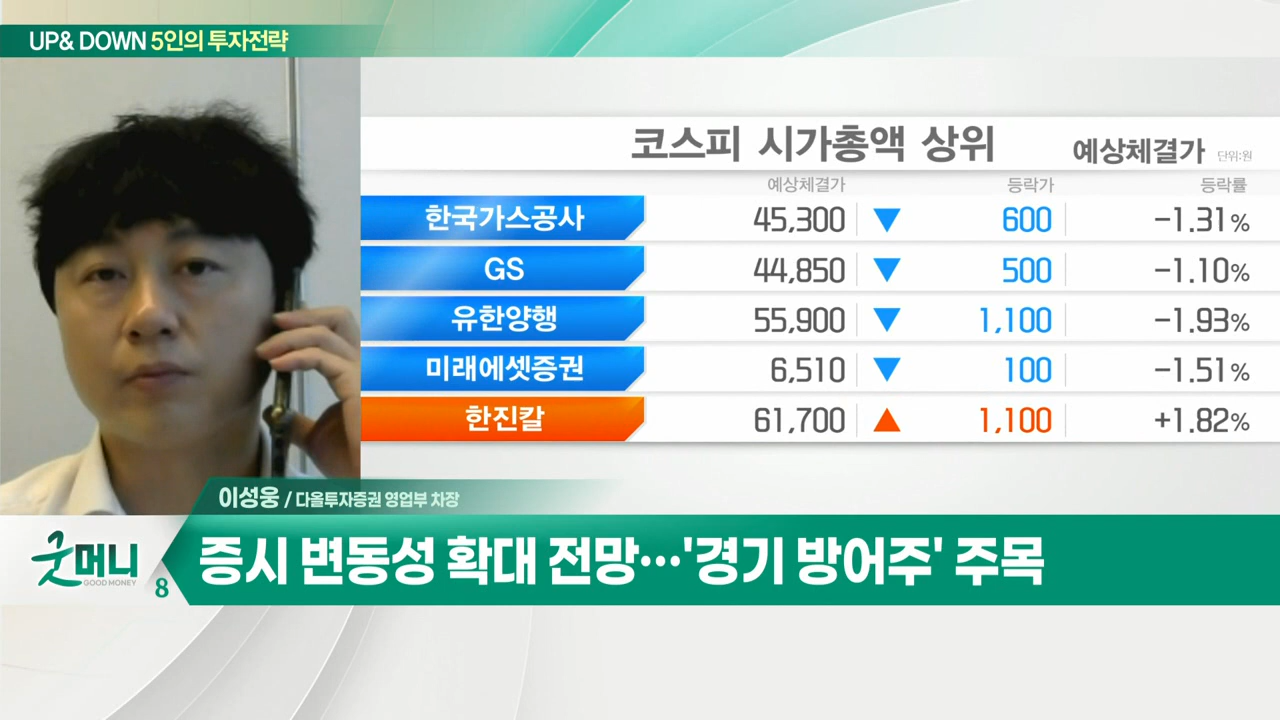 UP& DOWN 5인의 투자전략
코스피 시가총액 상위 예상체결가 단위:원
예상체결가 등락가 등락률
한국가스공사 45,300 ▼ 600 -1.31%
GS 44,850 ▼ 500 -1.10%
유한양행 55,900 ▼ 1,100 -1.93%
미래에셋증권 6,510 ▼ 100 -1.51%
한진칼 61,700 ▲ 1,100 +1.82%
이성웅 / 다올투자증권 영업부 차장
굿머니 GOOD MONEY 8
증시 변동성 확대 전망…'경기 방어주' 주목